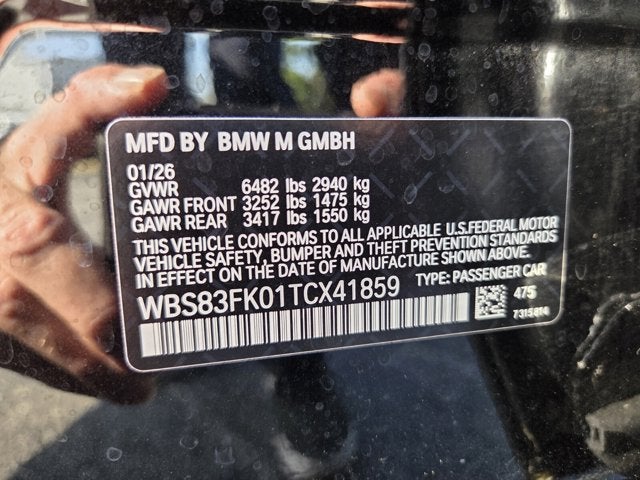 MFD BY BMW M GMBH
01/26
GVWR 6482 lbs 2940 kg
GAWR FRONT 3252 lbs 1475 kg
GAWR REAR 3417 lbs 1550 kg
THIS VEHICLE CONFORMS TO ALL APPLICABLE U.S.FEDERAL MOTOR
VEHICLE SAFETY, BUMPER AND THEFT PREVENTION STANDARDS
IN EFFECT ON THE DATE OF MANUFACTURE SHOWN ABOVE.
WBS83FK01TCX41859 TYPE: PASSENGER CAR
475
7315814